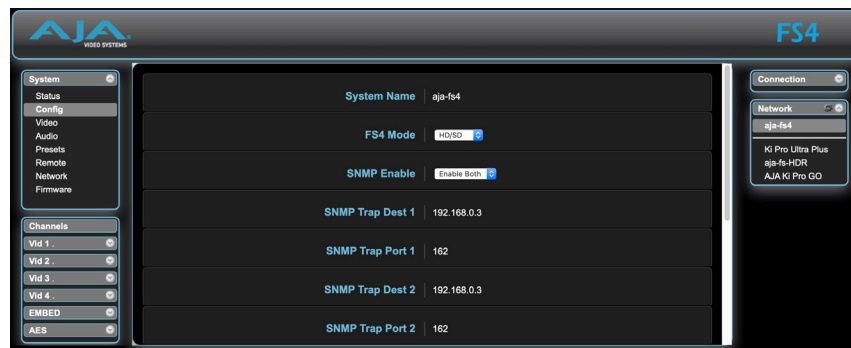 AJA
VIDEO SYSTEMS
FS4
System
Status
Config
Video
Audio
Presets
Remote
Network
Firmware
Channels
Vid 1 .
Vid 2 .
Vid 3 .
Vid 4 .
EMBED
AES
System Name aja-fs4
FS4 Mode HD/SD
SNMP Enable Enable Both
SNMP Trap Dest 1 192.168.0.3
SNMP Trap Port 1 162
SNMP Trap Dest 2 192.168.0.3
SNMP Trap Port 2 162
Connection
Network
aja-fs4
Ki Pro Ultra Plus
aja-fs-HDR
AJA Ki Pro GO